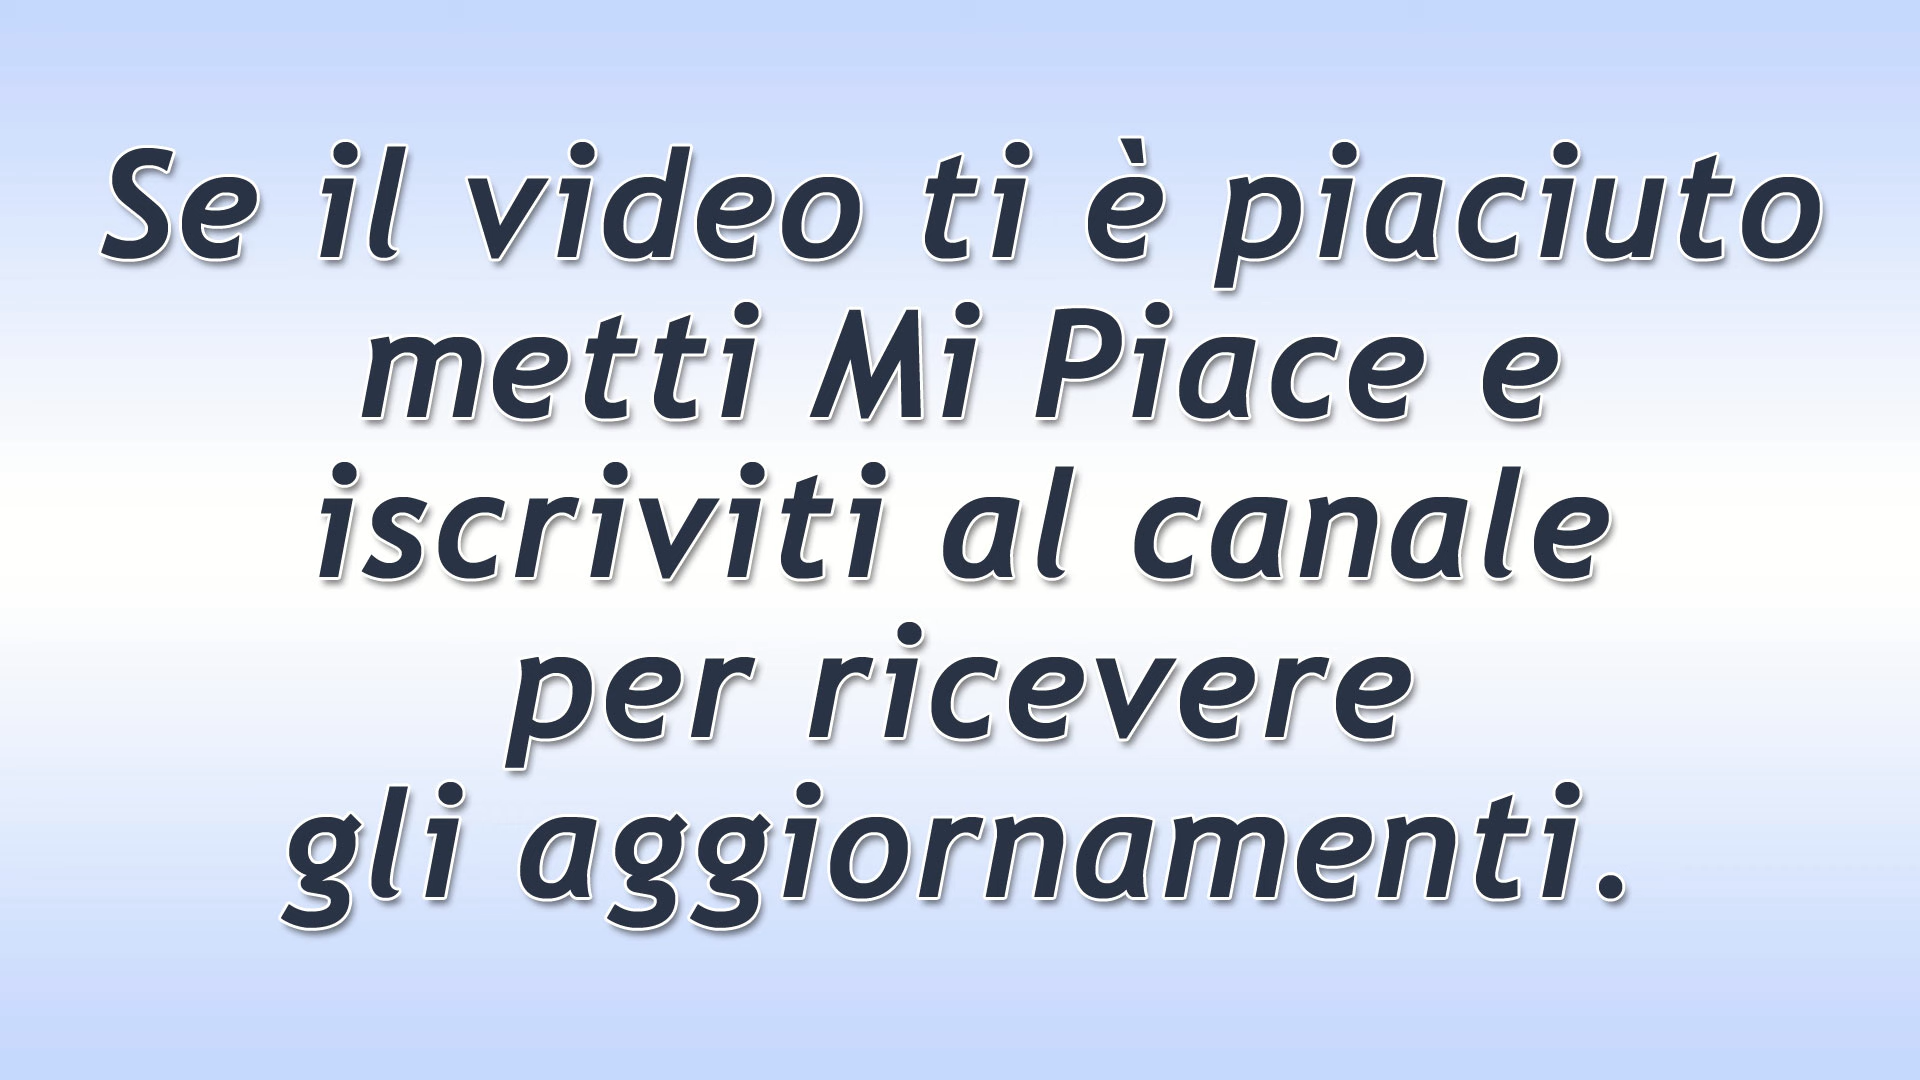 Se il video ti è piaciuto
metti Mi Piace e
iscriviti al canale
per ricevere
gli aggiornamenti.